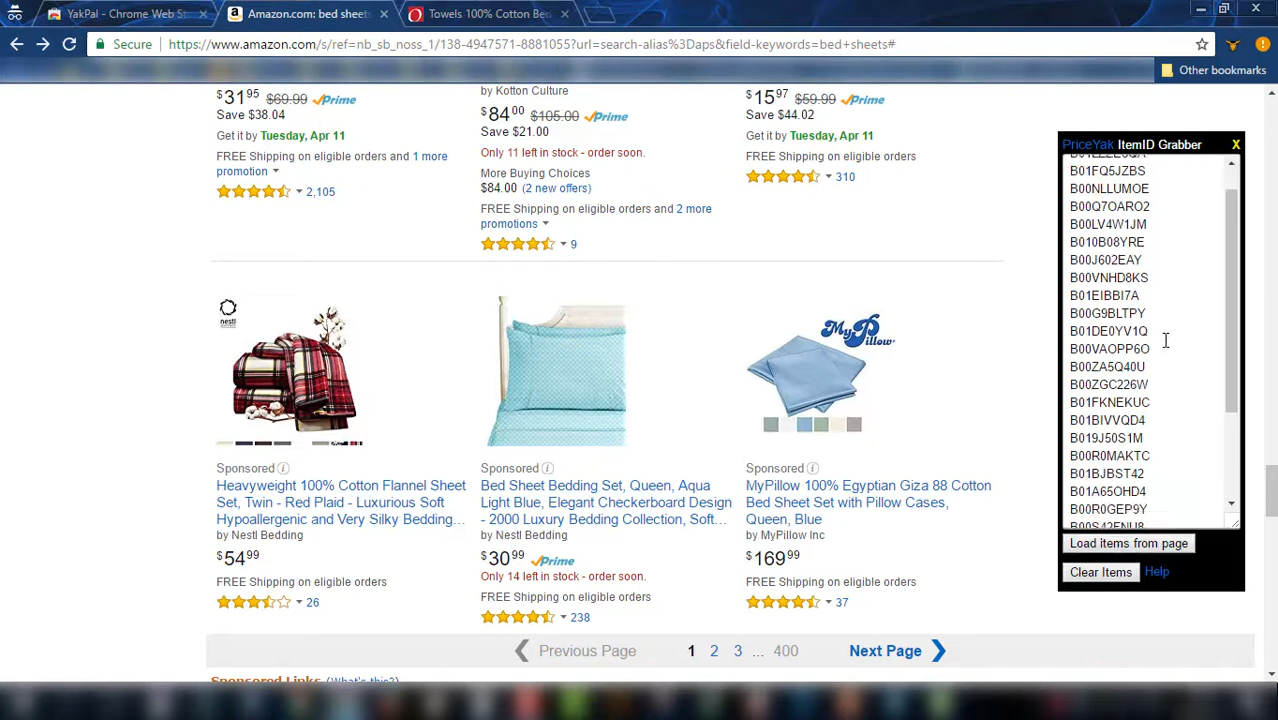 YakPal - Chrome Web St
Amazon.com: bed sheets
Towels 100% Cotton Bed
Secure
https://www.amazon.com/s/ref=nb_sb_noss_1/138-4947571-8881055?url=search-alias%3Daps&field-keywords=bed+sheets#
Other bookmarks
$31 95 $69.99 Prime
Save $38.04
Get it by Tuesday, Apr 11
FREE Shipping on eligible orders and 1 more
promotion
2,105
by Kotton Culture
$84 00 $105.00 Prime
Save $21.00
Only 11 left in stock - order soon.
More Buying Choices
$84.00 (2 new offers)
FREE Shipping on eligible orders and 2 more
promotions
9
$15 97 $59.99 Prime
Save $44.02
Get it by Tuesday, Apr 11
FREE Shipping on eligible orders
310
nestl
MyPillow
Sponsored
Heavyweight 100% Cotton Flannel Sheet
Set, Twin - Red Plaid - Luxurious Soft
Hypoallergenic and Very Silky Bedding...
by Nestl Bedding
$54 99
FREE Shipping on eligible orders
26
Sponsored
Bed Sheet Bedding Set, Queen, Aqua
Light Blue, Elegant Checkerboard Design
- 2000 Luxury Bedding Collection, Soft...
by Nestl Bedding
$30 99 Prime
Only 14 left in stock - order soon.
FREE Shipping on eligible orders
238
Sponsored
MyPillow 100% Egyptian Giza 88 Cotton
Bed Sheet Set with Pillow Cases,
Queen, Blue
by MyPillow Inc
$169 99
FREE Shipping on eligible orders
37
Previous Page 1 2 3 ... 400 Next Page
Sponsored Links (What's this?)
PriceYak ItemID Grabber X
B01FQ5JZBS
B00NLLUMOE
B00Q7OARO2
B00LV4W1JM
B010B08YRE
B00J602EAY
B00VNHD8KS
B01EIBBI7A
B00G9BLTPY
B01DE0YV1Q
B00VAOPP6O
B00ZA5Q40U
B00ZGC226W
B01FKNEKUC
B01BIVVQD4
B019J50S1M
B00R0MAKTC
B01BJBST42
B01A65OHD4
B00R0GEP9Y
Load items from page
Clear Items Help